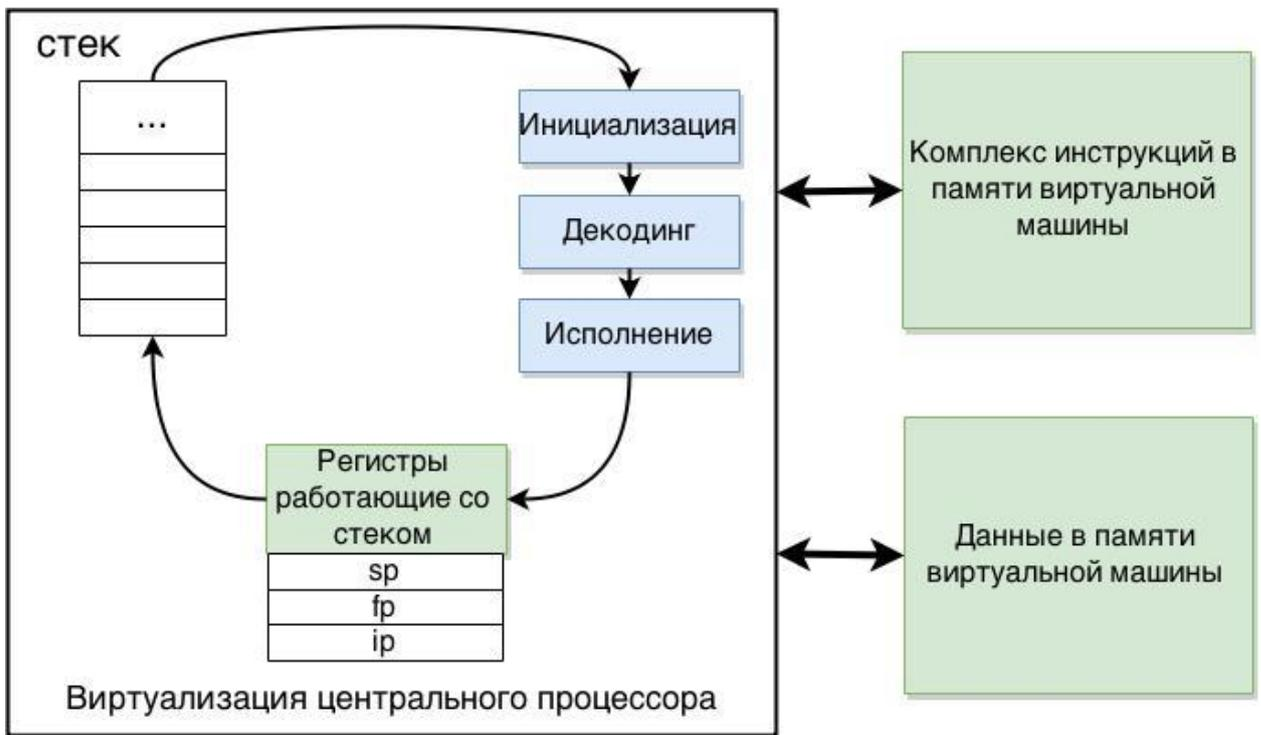 стек
...
Инициализация
Декодинг
Исполнение
Регистры
работающие со
стеком
sp
fp
ip
Виртуализация центрального процессора
Комплекс инструкций в
памяти виртуальной
машины
Данные в памяти
виртуальной машины